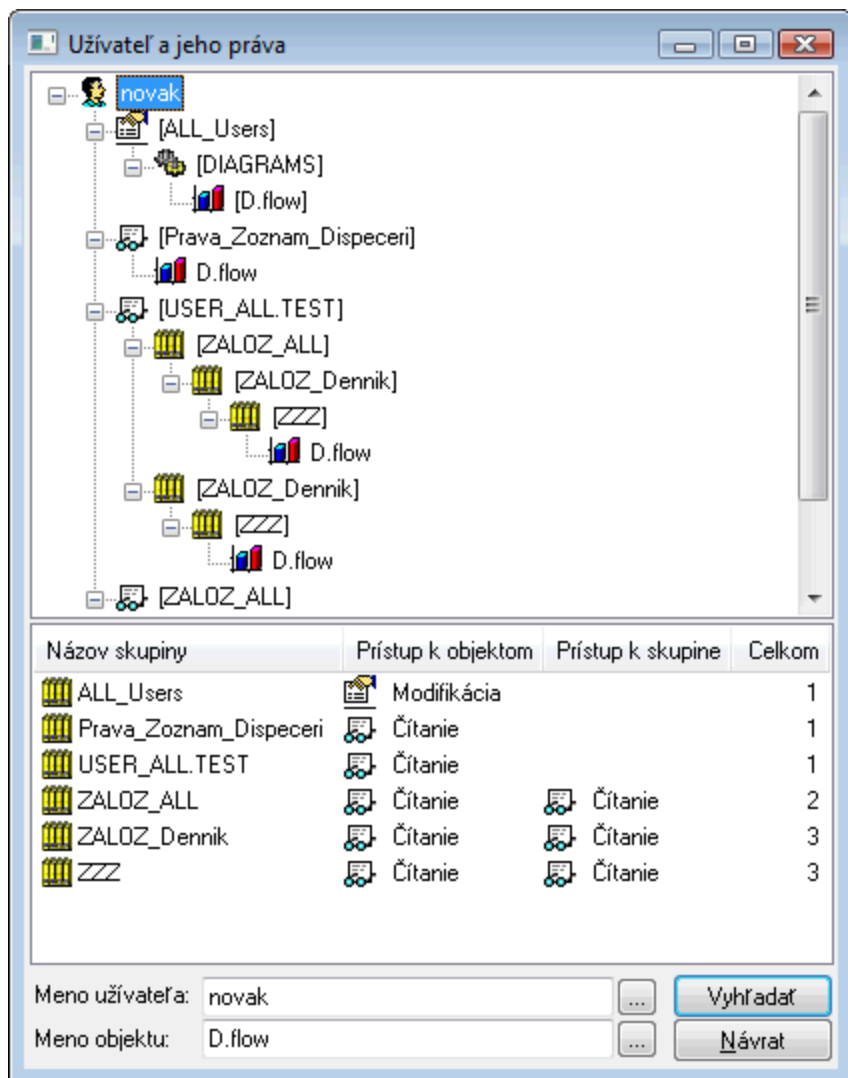 Užívateľ a jeho práva
novak
[ALL_Users]
[DIAGRAMS]
[D.flow]
[Prava_Zoznam_Dispeceri]
D.flow
[USER_ALL.TEST]
[ZALOZ_ALL]
[ZALOZ_Dennik]
[ZZZ]
D.flow
[ZALOZ_Dennik]
[ZZZ]
D.flow
[ZALOZ_ALL]
Názov skupiny Prístup k objektom Prístup k skupine Celkom
ALL_Users Modifikácia 1
Prava_Zoznam_Dispeceri Čítanie 1
USER_ALL.TEST Čítanie 1
ZALOZ_ALL Čítanie Čítanie 2
ZALOZ_Dennik Čítanie Čítanie 3
ZZZ Čítanie Čítanie 3
Meno užívateľa: novak ... Vyhľadať
Meno objektu: D.flow ... Návrat